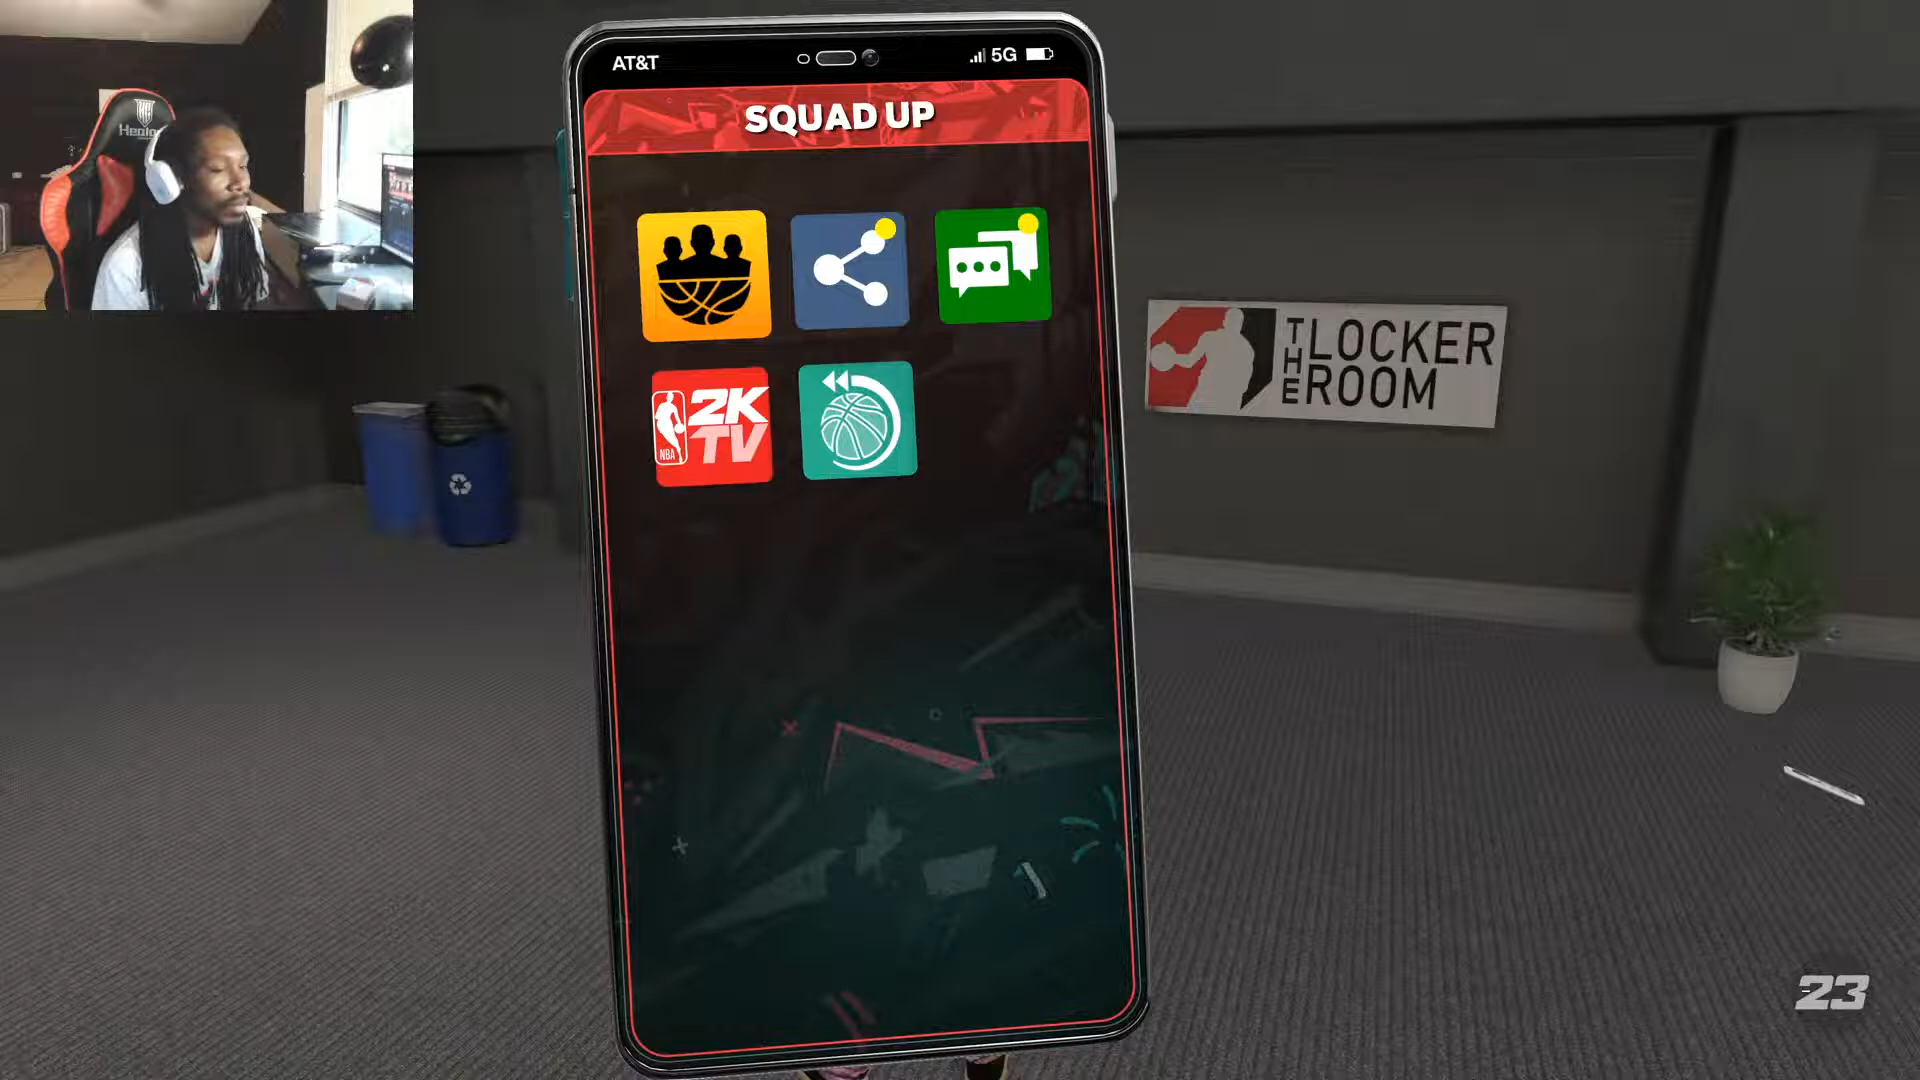 AT&T
5G
SQUAD UP
NBA
2K
TV
THE
LOCKER
ROOM
23